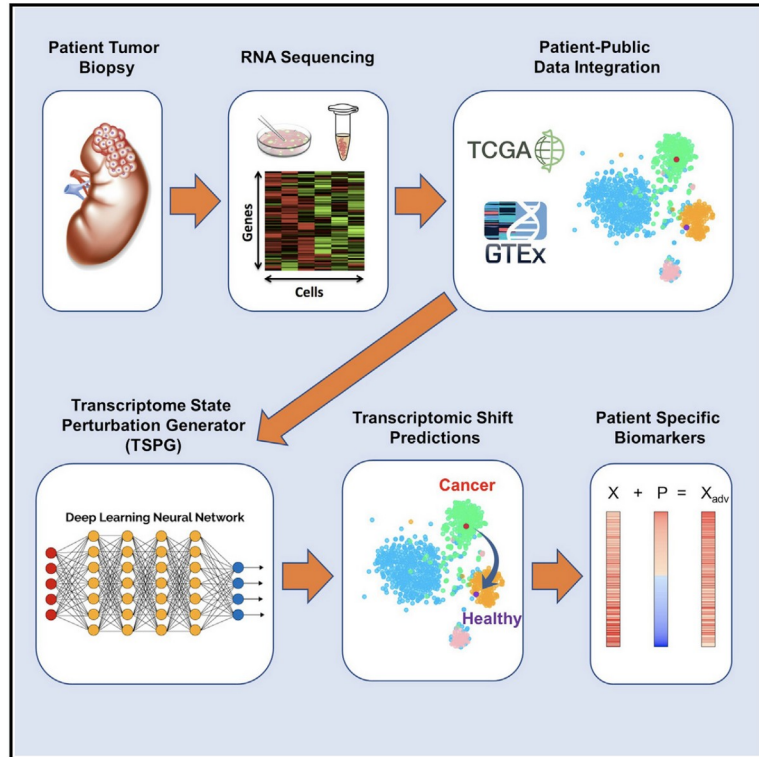 Patient Tumor
Biopsy
RNA Sequencing
Patient-Public
Data Integration
Genes
Cells
TCGA
GTEx
Transcriptome State
Perturbation Generator
(TSPG)
Deep Learning Neural Network
Transcriptomic Shift
Predictions
Cancer
Healthy
Patient Specific
Biomarkers
X + P = Xadv